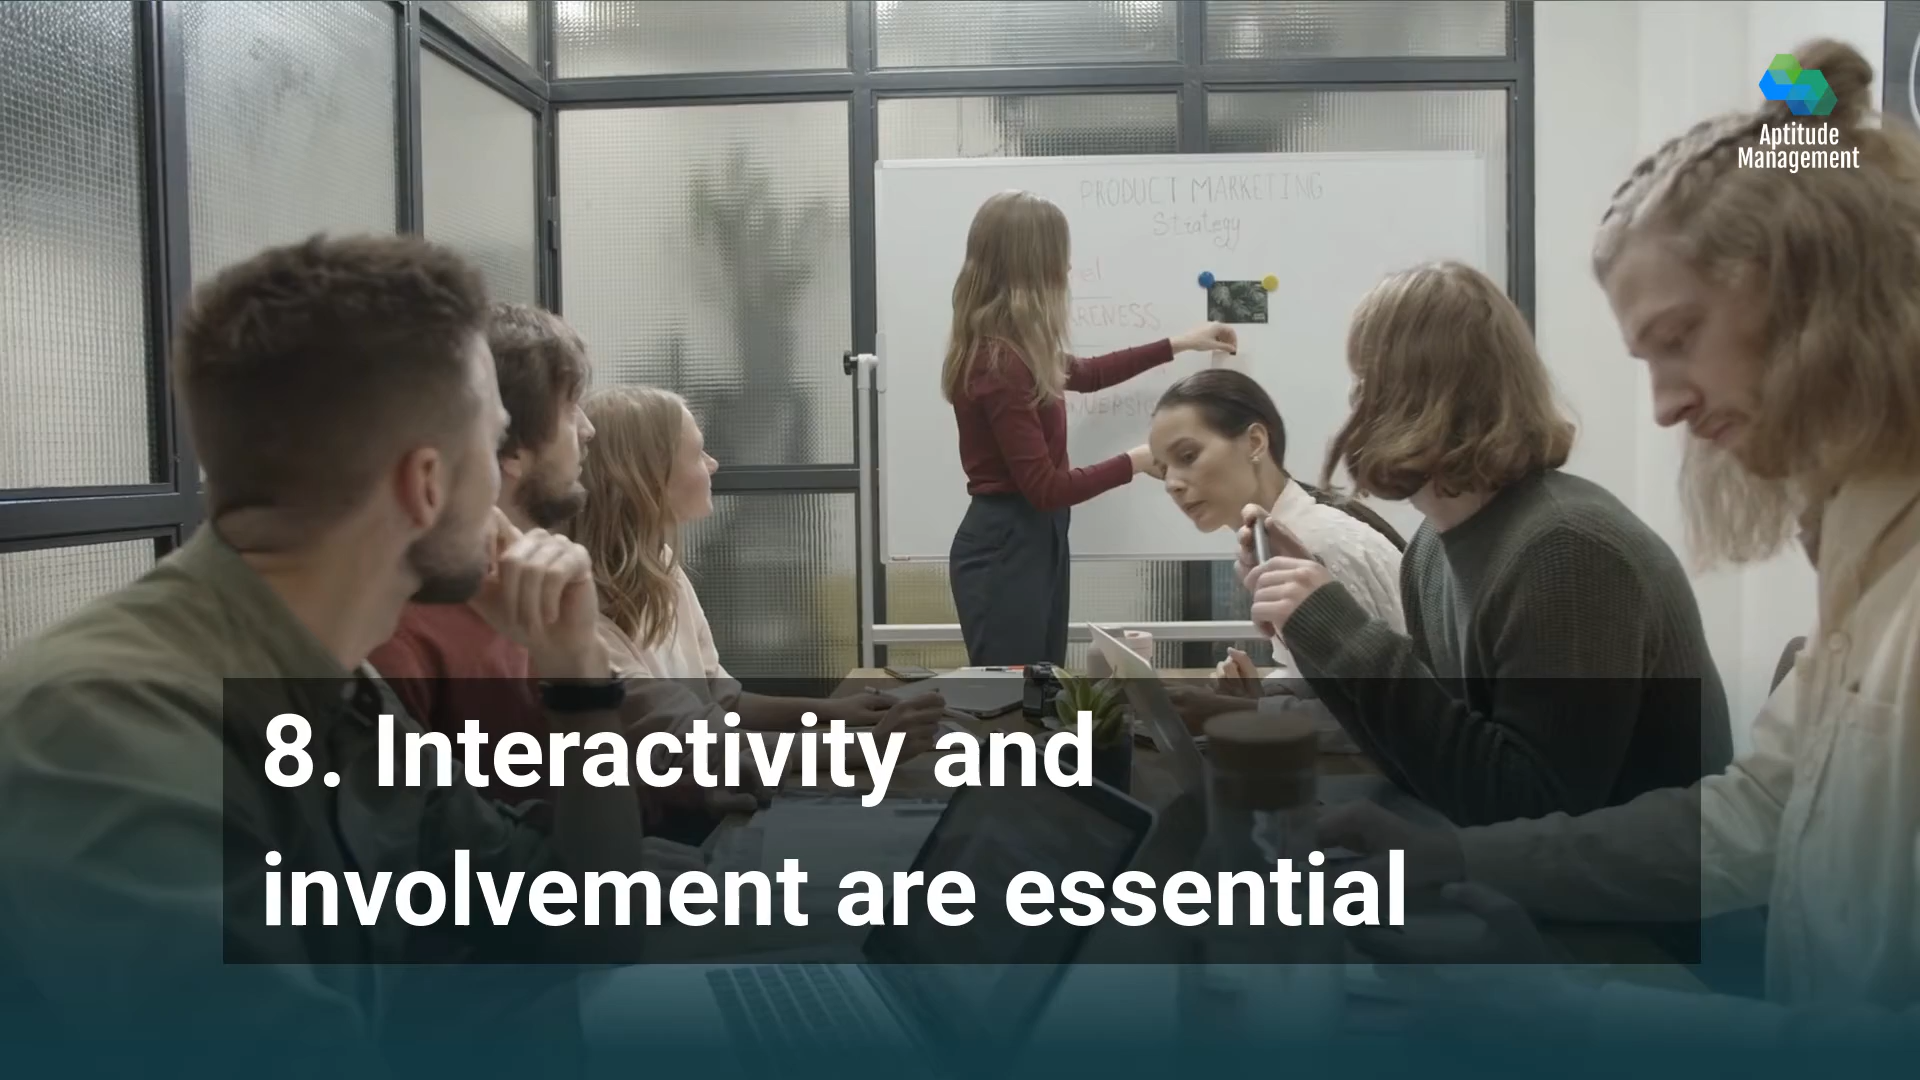 Aptitude
Management
PRODUCT MARKETING
Strategy
8. Interactivity and
involvement are essential